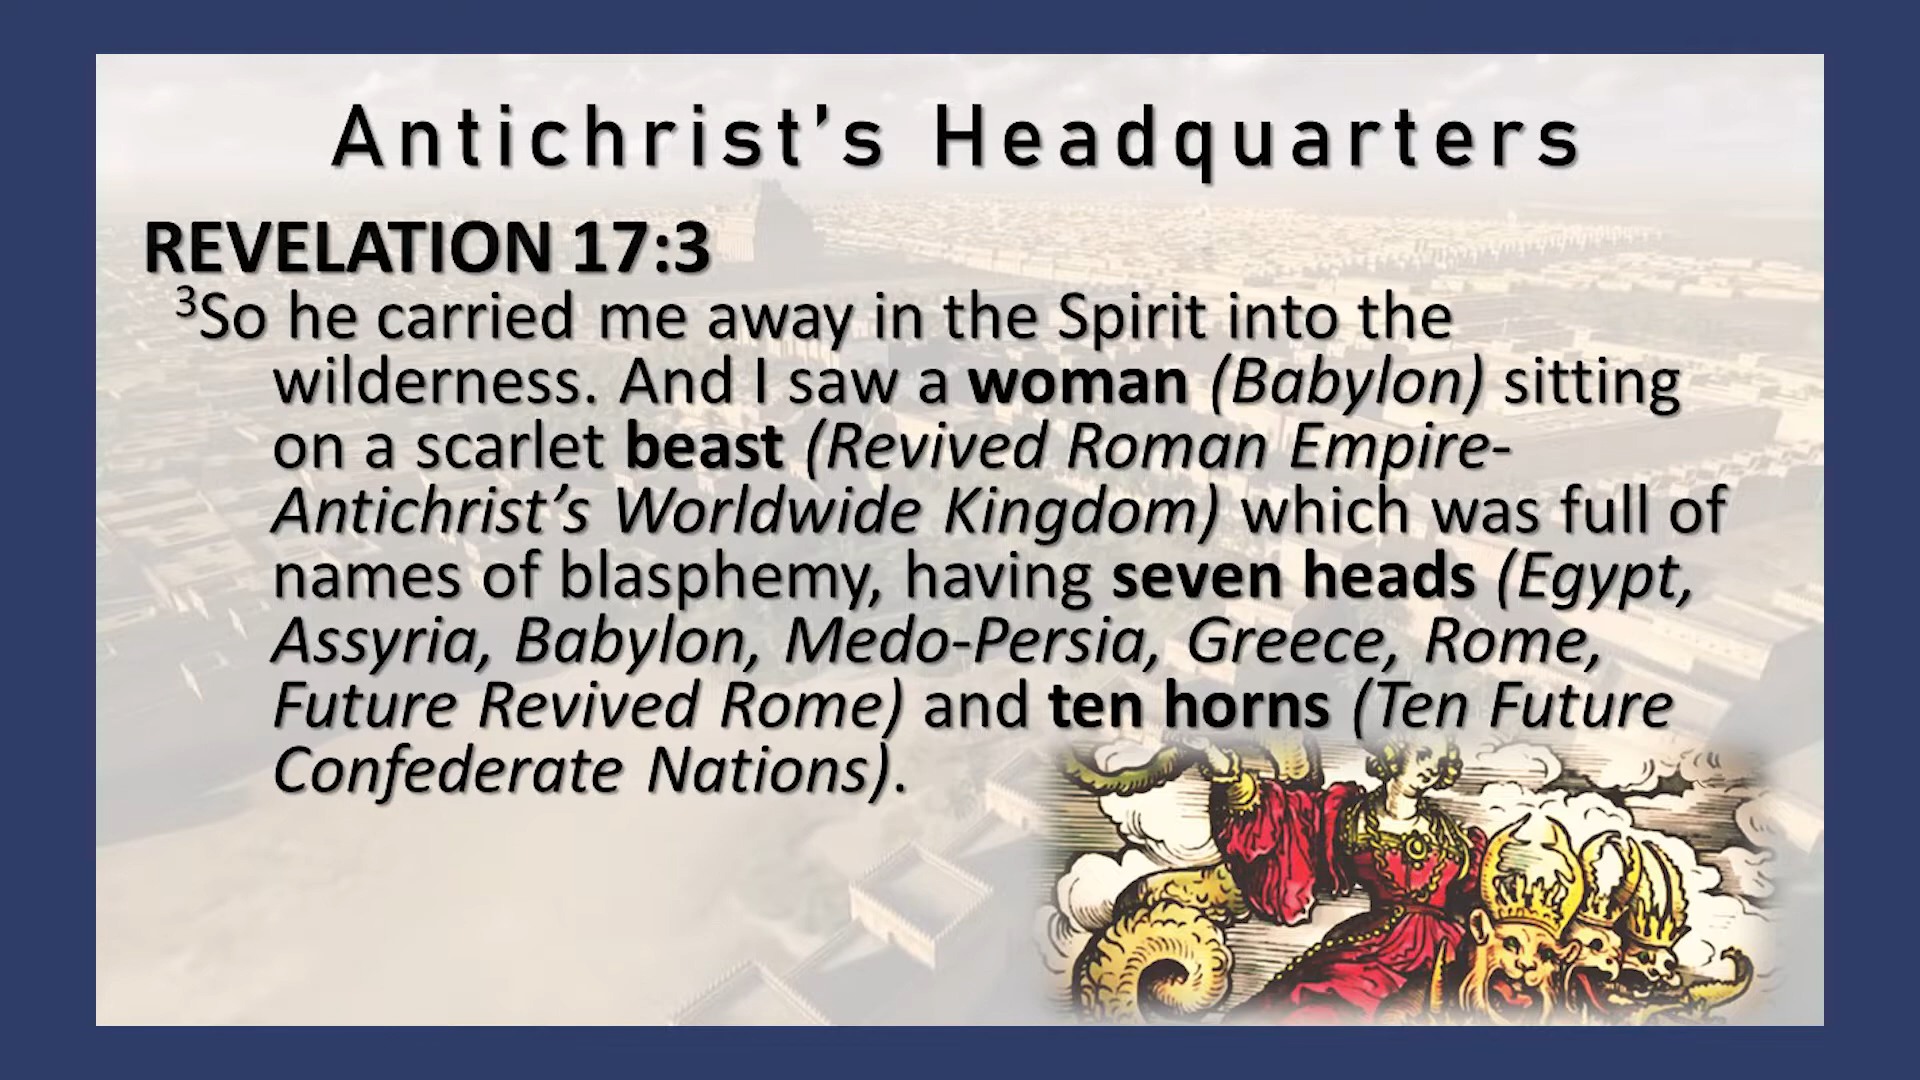 Antichrist’s Headquarters
REVELATION 17:3
³So he carried me away in the Spirit into the
wilderness. And I saw a woman (Babylon) sitting
on a scarlet beast (Revived Roman Empire-
Antichrist’s Worldwide Kingdom) which was full of
names of blasphemy, having seven heads (Egypt,
Assyria, Babylon, Medo-Persia, Greece, Rome,
Future Revived Rome) and ten horns (Ten Future
Confederate Nations).